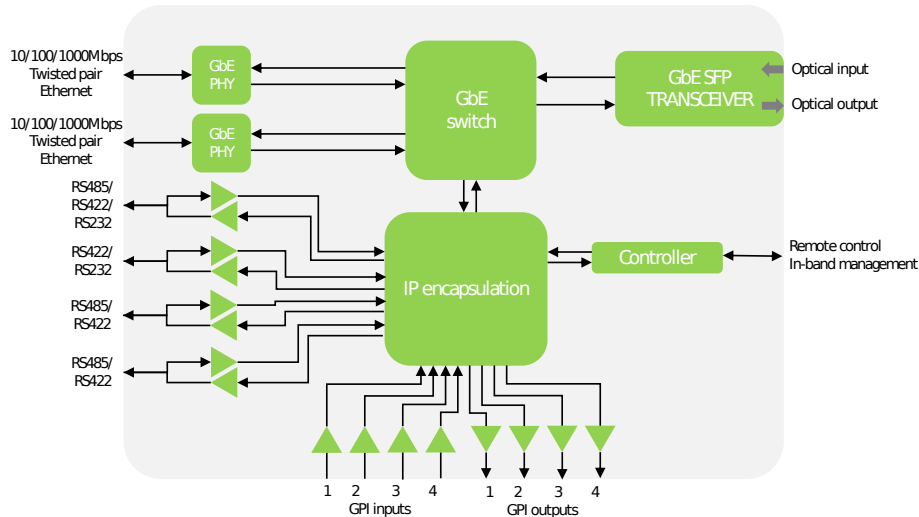 10/100/1000Mbps
Twisted pair
Ethernet
GbE
PHY
GbE
switch
GbE SFP
TRANSCEIVER
Optical input
Optical output
10/100/1000Mbps
Twisted pair
Ethernet
GbE
PHY
RS485/
RS422/
RS232
RS422/
RS232
RS485/
RS422
RS485/
RS422
IP encapsulation
Controller
Remote control
In-band management
1 2 3 4 1 2 3 4
GPI inputs GPI outputs